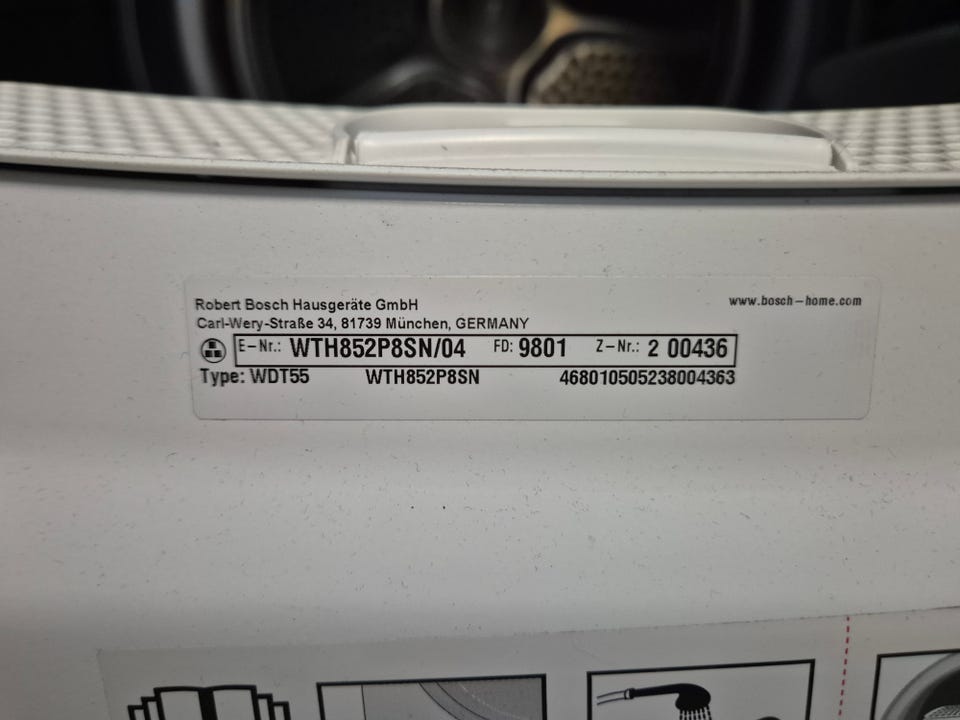 Robert Bosch Hausgeräte GmbH
www.bosch-home.com
Carl-Wery-Straße 34, 81739 München, GERMANY
E-Nr.: WTH852P8SN/04 FD: 9801 Z-Nr.: 2 00436
Type: WDT55 WTH852P8SN 468010505238004363